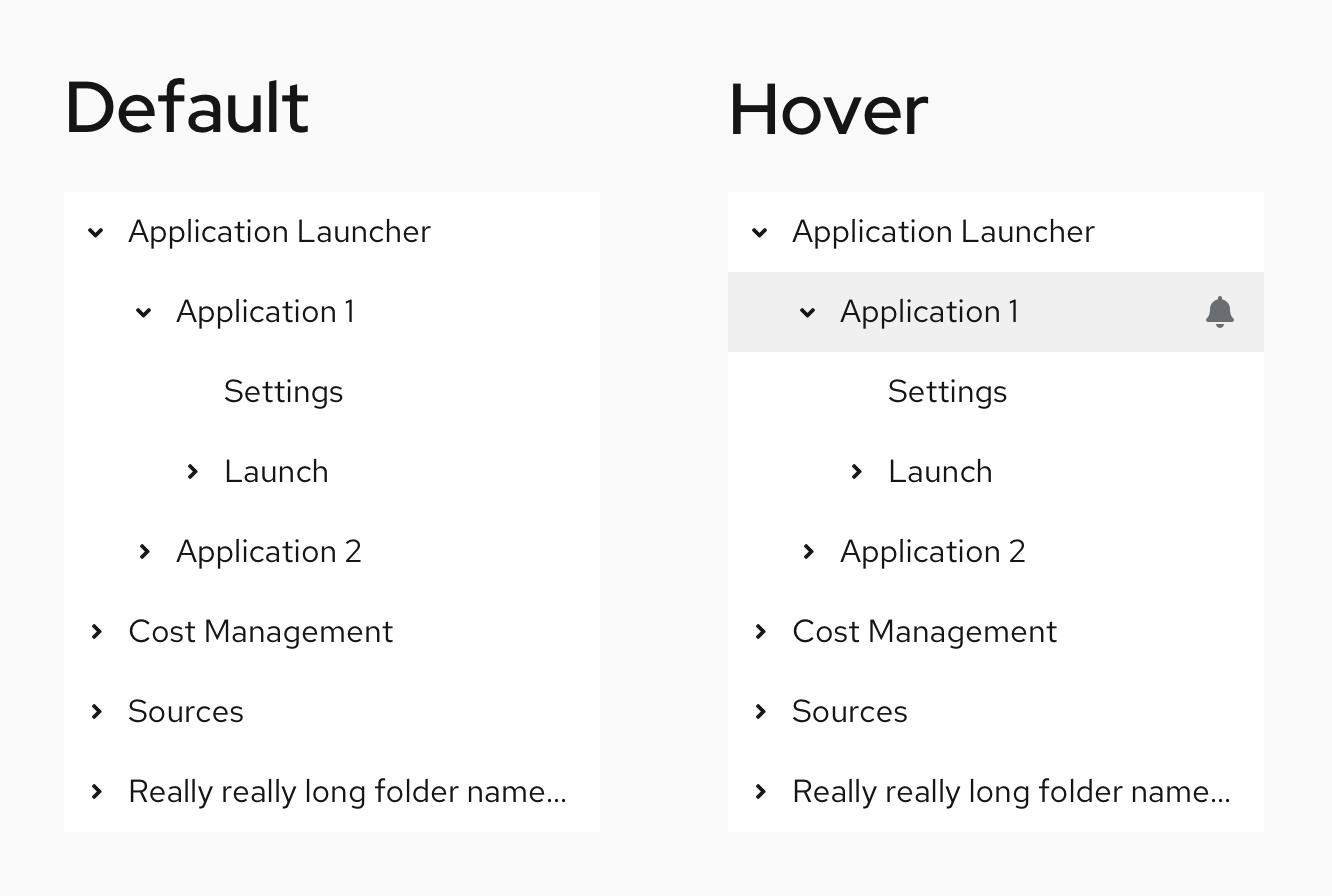 Default
Application Launcher
Application 1
Settings
Launch
Application 2
Cost Management
Sources
Really really long folder name...
Hover
Application Launcher
Application 1
Settings
Launch
Application 2
Cost Management
Sources
Really really long folder name...